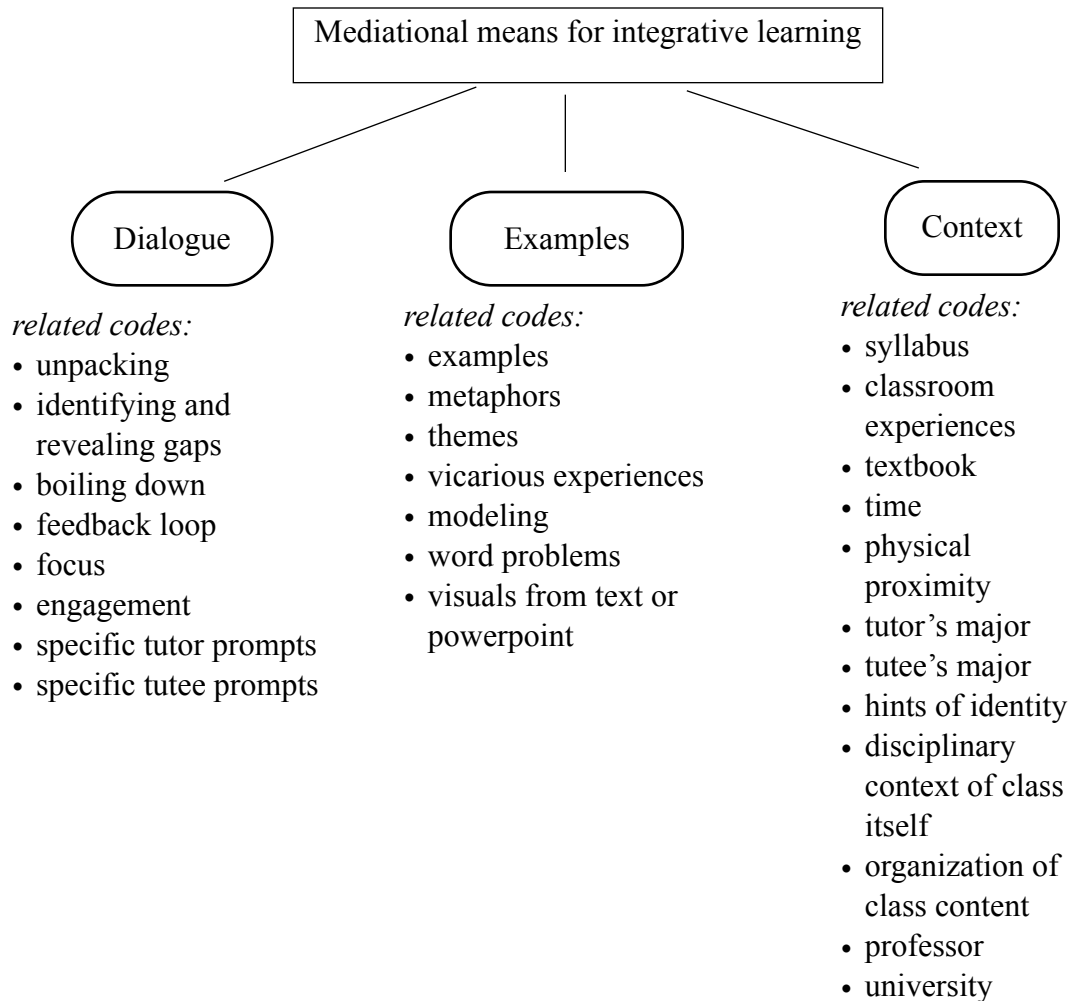 Mediational means for integrative learning
Dialogue
related codes:
• unpacking
• identifying and
revealing gaps
• boiling down
• feedback loop
• focus
• engagement
• specific tutor prompts
• specific tutee prompts
Examples
related codes:
• examples
• metaphors
• themes
• vicarious experiences
• modeling
• word problems
• visuals from text or
powerpoint
Context
related codes:
• syllabus
• classroom
experiences
• textbook
• time
• physical
proximity
• tutor’s major
• tutee’s major
• hints of identity
• disciplinary
context of class
itself
• organization of
class content
• professor
• university